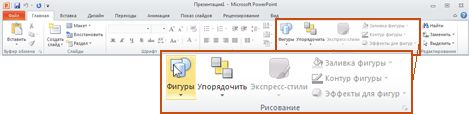 Презентация1 - Microsoft PowerPoint
Файл Главная Вставка Дизайн Переходы Анимация Показ слайдов Рецензирование Вид
Вставить Создать слайд Макет Восстановить Раздел Фигуры Упорядочить Экспресс-стили Заливка фигуры Контур фигуры Эффекты для фигур Найти Заменить Выделить
Буфер обмена Слайды Шрифт Абзац Рисование Редактирование
Фигуры Упорядочить Экспресс-стили
Заливка фигуры
Контур фигуры
Эффекты для фигур
Рисование